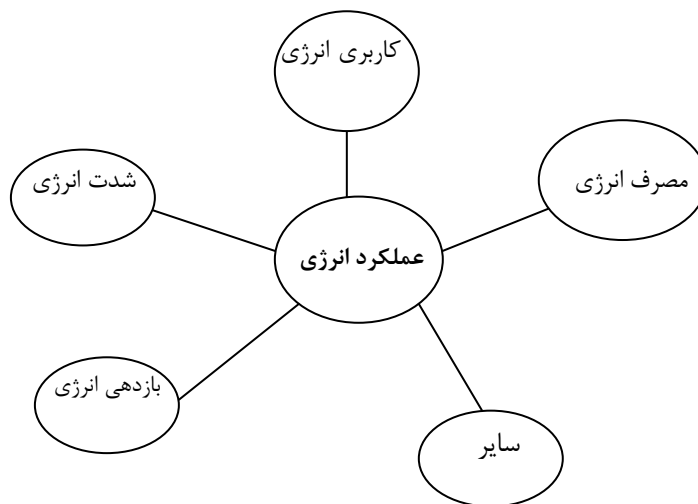 کاربری انرژی
شدت انرژی
مصرف انرژی
عملکرد انرژی
بازدهی انرژی
سایر